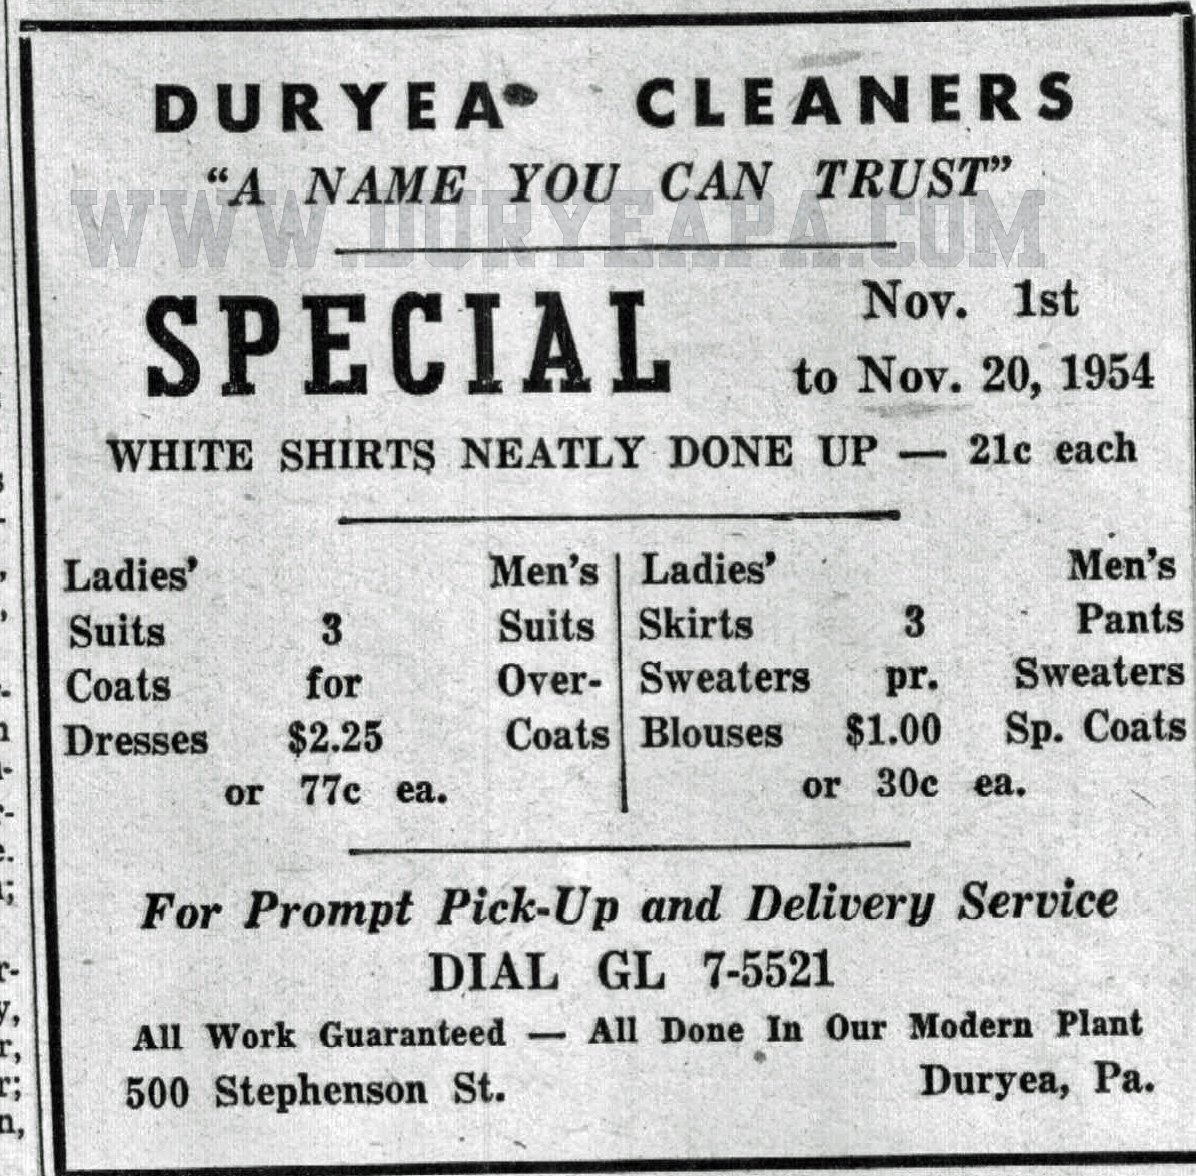 DURYEA CLEANERS
"A NAME YOU CAN TRUST"
WWW.DURYEAPA.COM
SPECIAL
Nov. 1st
to Nov. 20, 1954
WHITE SHIRTS NEATLY DONE UP — 21c each
Ladies' Men's
Suits 3 Suits
Coats for Over-
Dresses $2.25 Coats
or 77c ea.
Ladies' Men's
Skirts 3 Pants
Sweaters pr. Sweaters
Blouses $1.00 Sp. Coats
or 30c ea.
For Prompt Pick-Up and Delivery Service
DIAL GL 7-5521
All Work Guaranteed — All Done In Our Modern Plant
500 Stephenson St. Duryea, Pa.